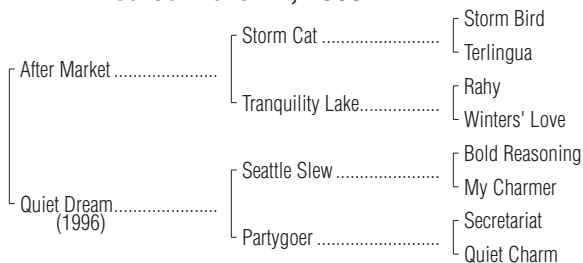 Storm Bird
Storm Cat
Terlingua
After Market
Rahy
Tranquility Lake
Winters' Love
Bold Reasoning
Seattle Slew
My Charmer
Quiet Dream
(1996)
Secretariat
Partygoer
Quiet Charm